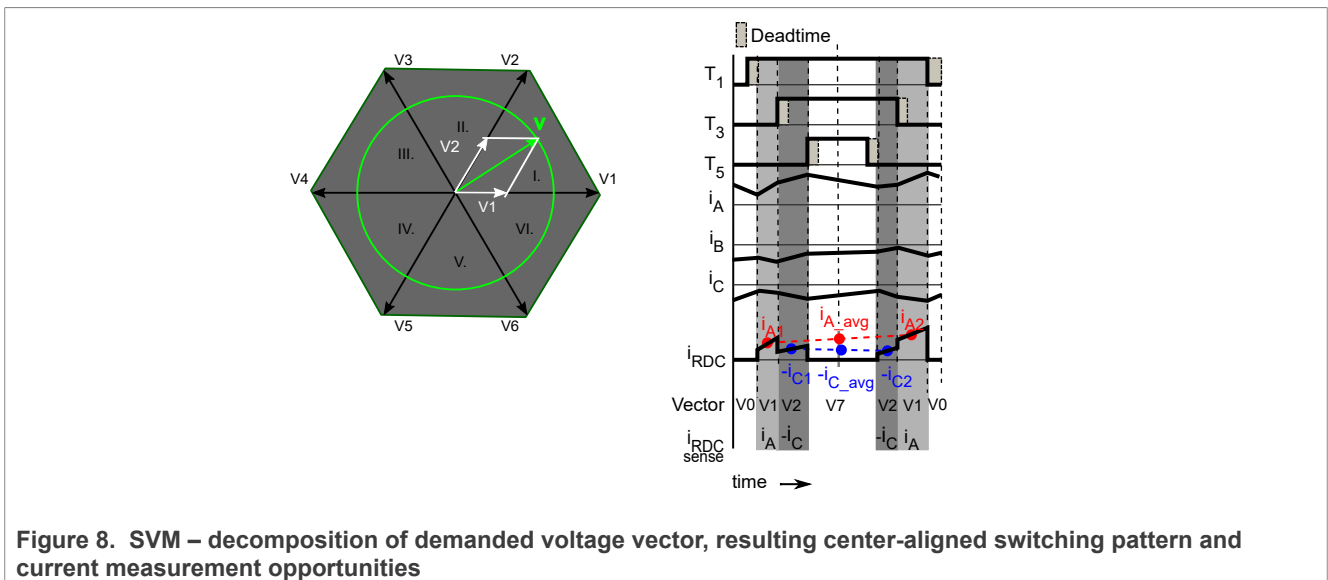 V3
V2
V
II.
V2
III.
I.
V4
V1
V1
IV.
VI.
V.
V5
V6
Deadtime
T1
T3
T5
iA
iB
iC
iA1
iA_avg
iA2
iRDC
-iC1
-iC_avg
-iC2
Vector V0 V1 V2 V7 V2 V1 V0
iRDC sense iA -iC -iC iA
time
Figure 8. SVM – decomposition of demanded voltage vector, resulting center-aligned switching pattern and
current measurement opportunities